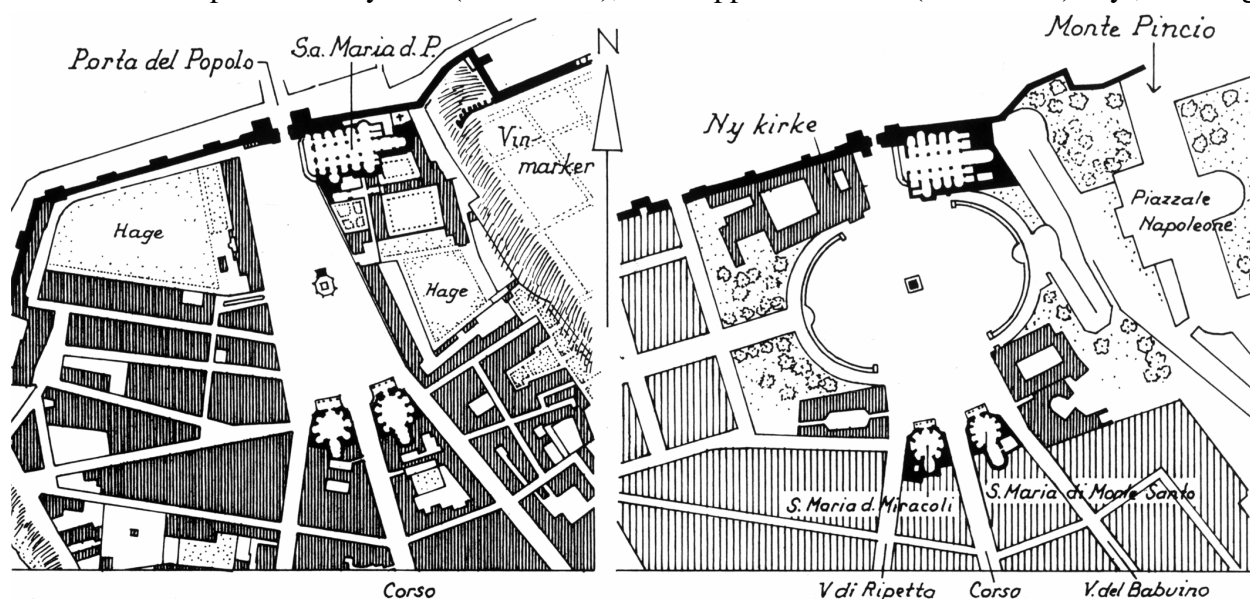 Porta del Popolo
S.a. Maria d. P.
N
Monte Pincio
Vin-
marker
Ny kirke
Hage
Hage
Piazzale
Napoleone
S. Maria d. Miracoli
S. Maria di Monte Santo
Corso
V di Ripetta
Corso
V. del Babuino